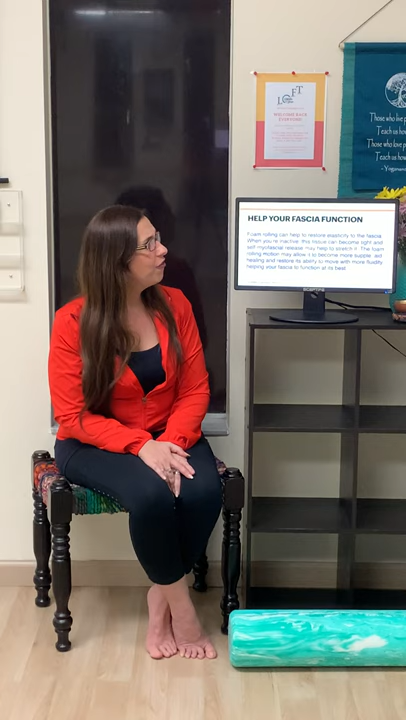 LOFT
WELCOME BACK
EVERYONE
Those who live p
Teach us how
Those who love p
Teach us how
HELP YOUR FASCIA FUNCTION
Foam rolling can help to restore elasticity to the fascia.
When you're inactive, this tissue can become tight and
self-myofascial release may help to stretch it. The foam
rolling motion may allow it to become more supple, aid
healing and restore its ability to move with more fluidity
helping your fascia to function at its best.
SCEPTRE